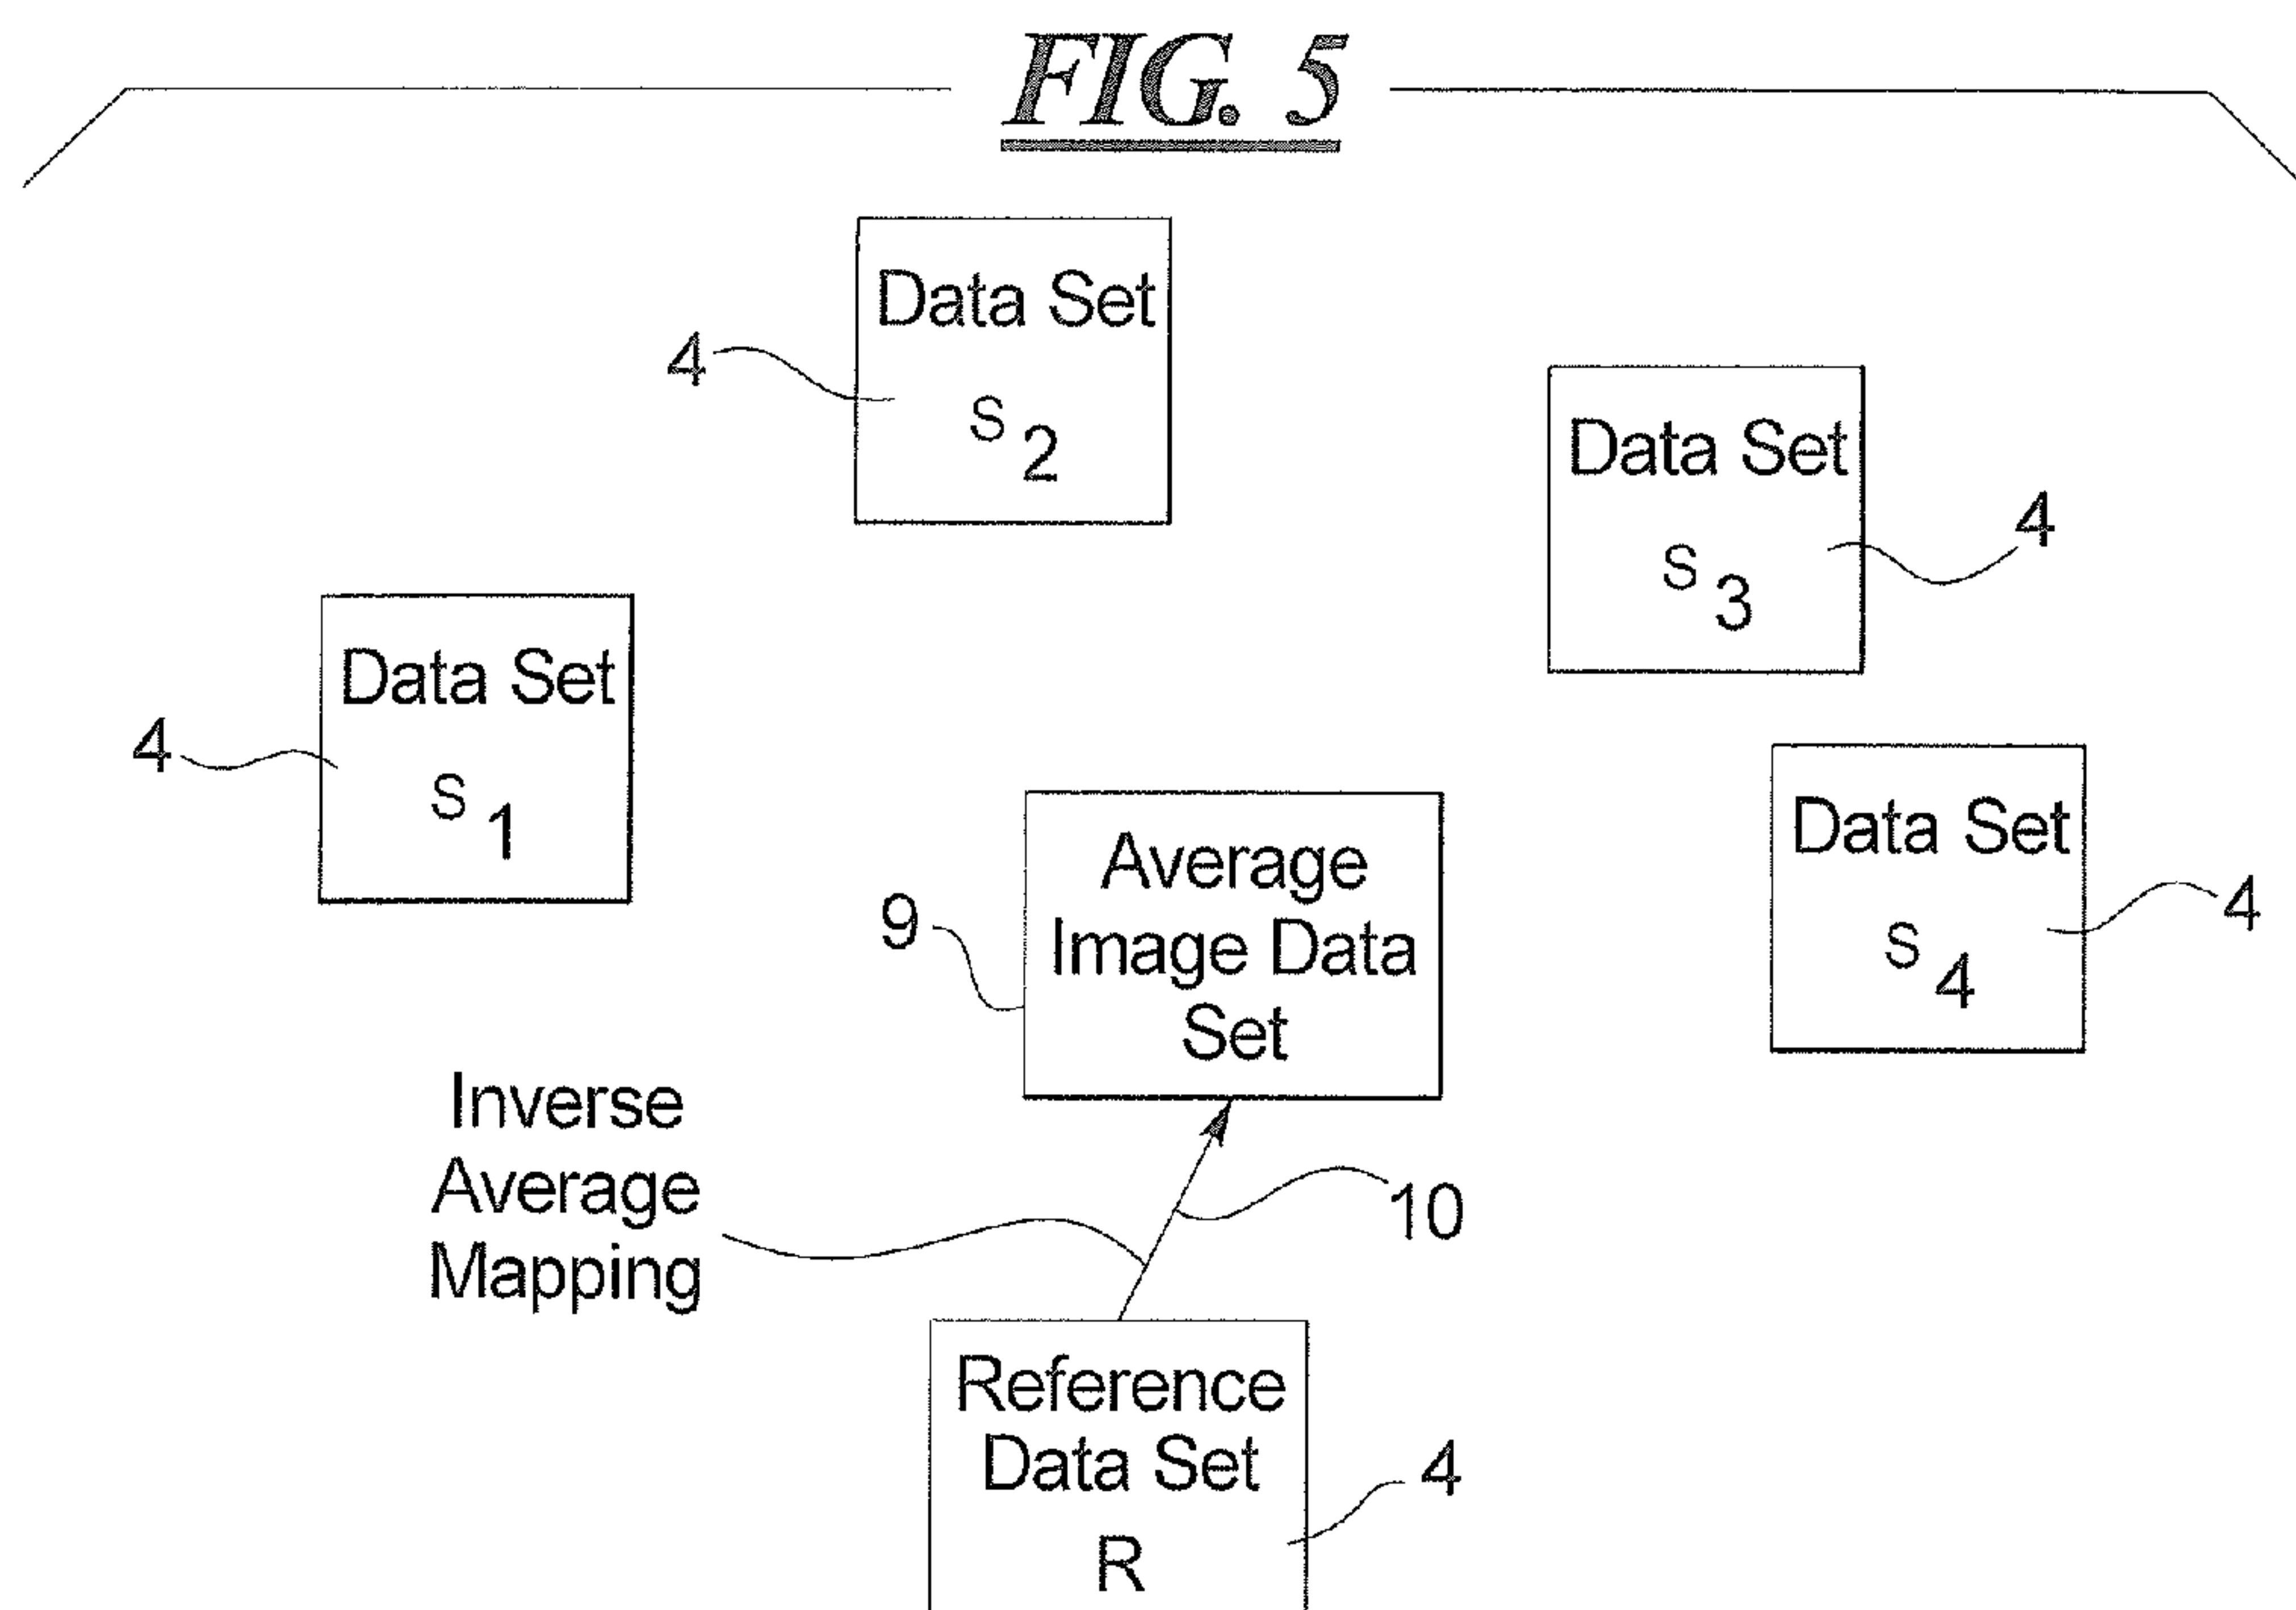 FIG. 5
Data Set
4
S 2
Data Set
4
S 3
Data Set
4
S 1
Data Set
4
S 4
Average
Image Data
Set
9
Inverse
Average
Mapping
10
Reference
Data Set
4
R